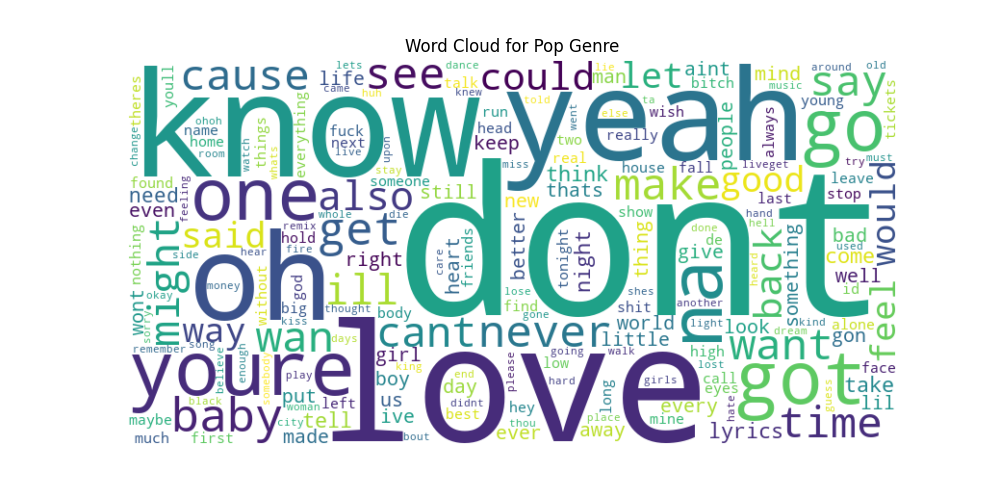 Word Cloud for Pop Genre
know
yeah
dont
love
oh
youre
one
also
got
go
cause
life
see
could
let
man
aint
bitch
mind
say
music
around
old
lets
came
hun
dance
talk
knew
lie
told
run
head
keep
two
went
else
ta
wish
really
people
always
young
tickets
youll
theres
change
ohoh
name
home
room
watch
things
whats
everything
fuck
next
live
upon
stay
someone
still
miss
real
think
thats
house
fall
make
good
liveget
last
hand
try
must
leave
stop
would
found
need
even
feeling
whole
die
remix
hold
fire
get
right
care
heart
friends
new
better
tonight
night
show
thing
done
de
give
na
heard
hell
back
used
something
bad
come
well
id
feel
nothing
wont
side
okay
sorry
might
said
hear
without
money
god
big
kiss
ill
thought
body
lose
find
gone
shes
shit
another
light
world
little
look
want
kind
dream
alone
gon
face
remember
song
way
believe
enough
wan
days
cant
never
girl
king
boy
us
ive
play
somebody
put
left
woman
black
baby
city
tell
maybe
much
first
made
end
day
didnt
best
bout
thou
hey
ever
please
going
low
hard
walk
girls
place
away
long
mine
every
high
lost
call
eyes
hate
lyrics
time
guess
take
lil